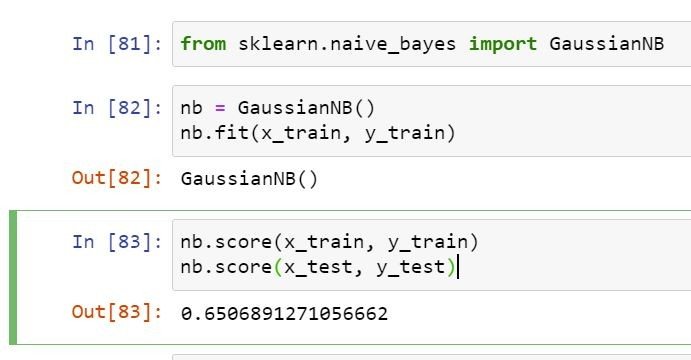 In [81]: from sklearn.naive_bayes import GaussianNB
In [82]: nb = GaussianNB()
nb.fit(x_train, y_train)
Out[82]: GaussianNB()
In [83]: nb.score(x_train, y_train)
nb.score(x_test, y_test)
Out[83]: 0.6506891271056662